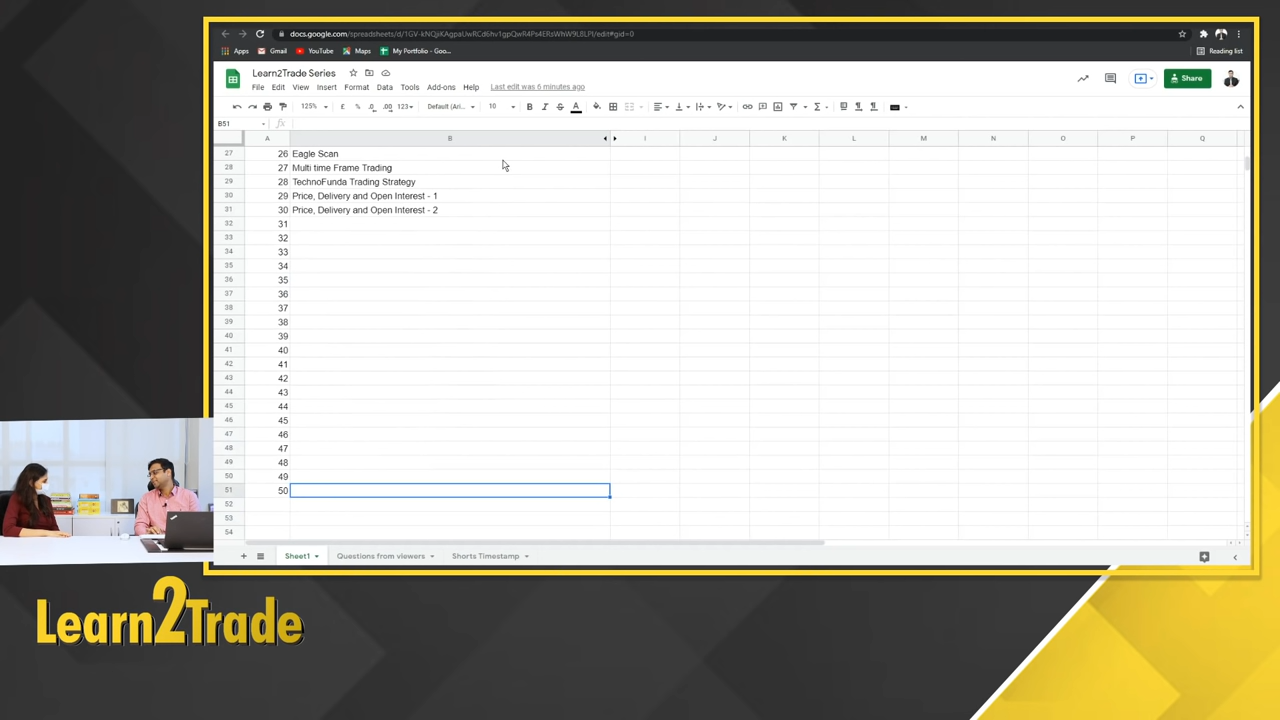 docs.google.com/spreadsheets/d/
Apps Gmail YouTube Maps My Portfolio - Goo... Reading list
Learn2Trade Series
File Edit View Insert Format Data Tools Add-ons Help Last edit was 6 minutes ago
Share
125% £ % .0 .00 123 Default (Ari... 10 B I S A
B51 fx
A B I J K L M N O P Q
27 26 Eagle Scan
28 27 Multi time Frame Trading
29 28 TechnoFunda Trading Strategy
30 29 Price, Delivery and Open Interest - 1
31 30 Price, Delivery and Open Interest - 2
32 31
33 32
34 33
35 34
36 35
37 36
38 37
39 38
40 39
41 40
42 41
43 42
44 43
45 44
46 45
47 46
48 47
49 48
50 49
51 50
52
53
54
Sheet1 Questions from viewers Shorts Timestamp
Learn2Trade